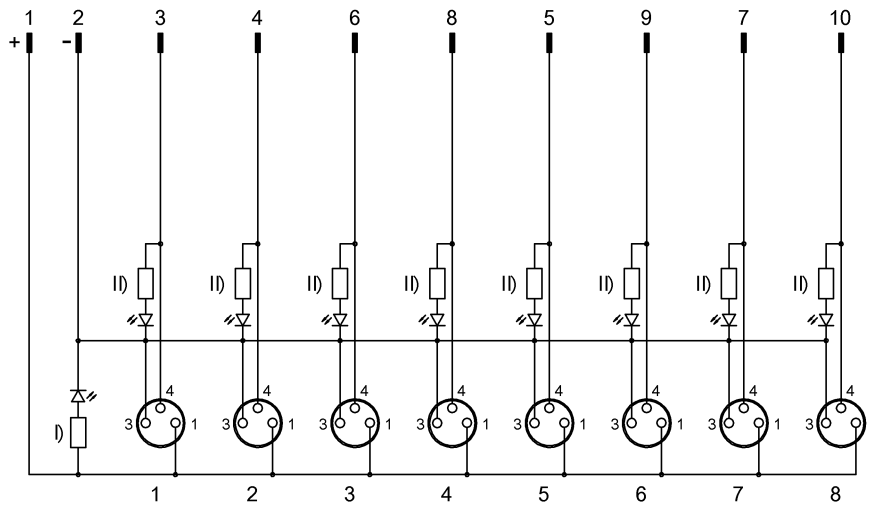 1 2 3 4 6 8 5 9 7 10
+ -
II) II) II) II) II) II) II) II)
4 4 4 4 4 4 4 4
I) 3 1 3 1 3 1 3 1 3 1 3 1 3 1 3 1
1 2 3 4 5 6 7 8